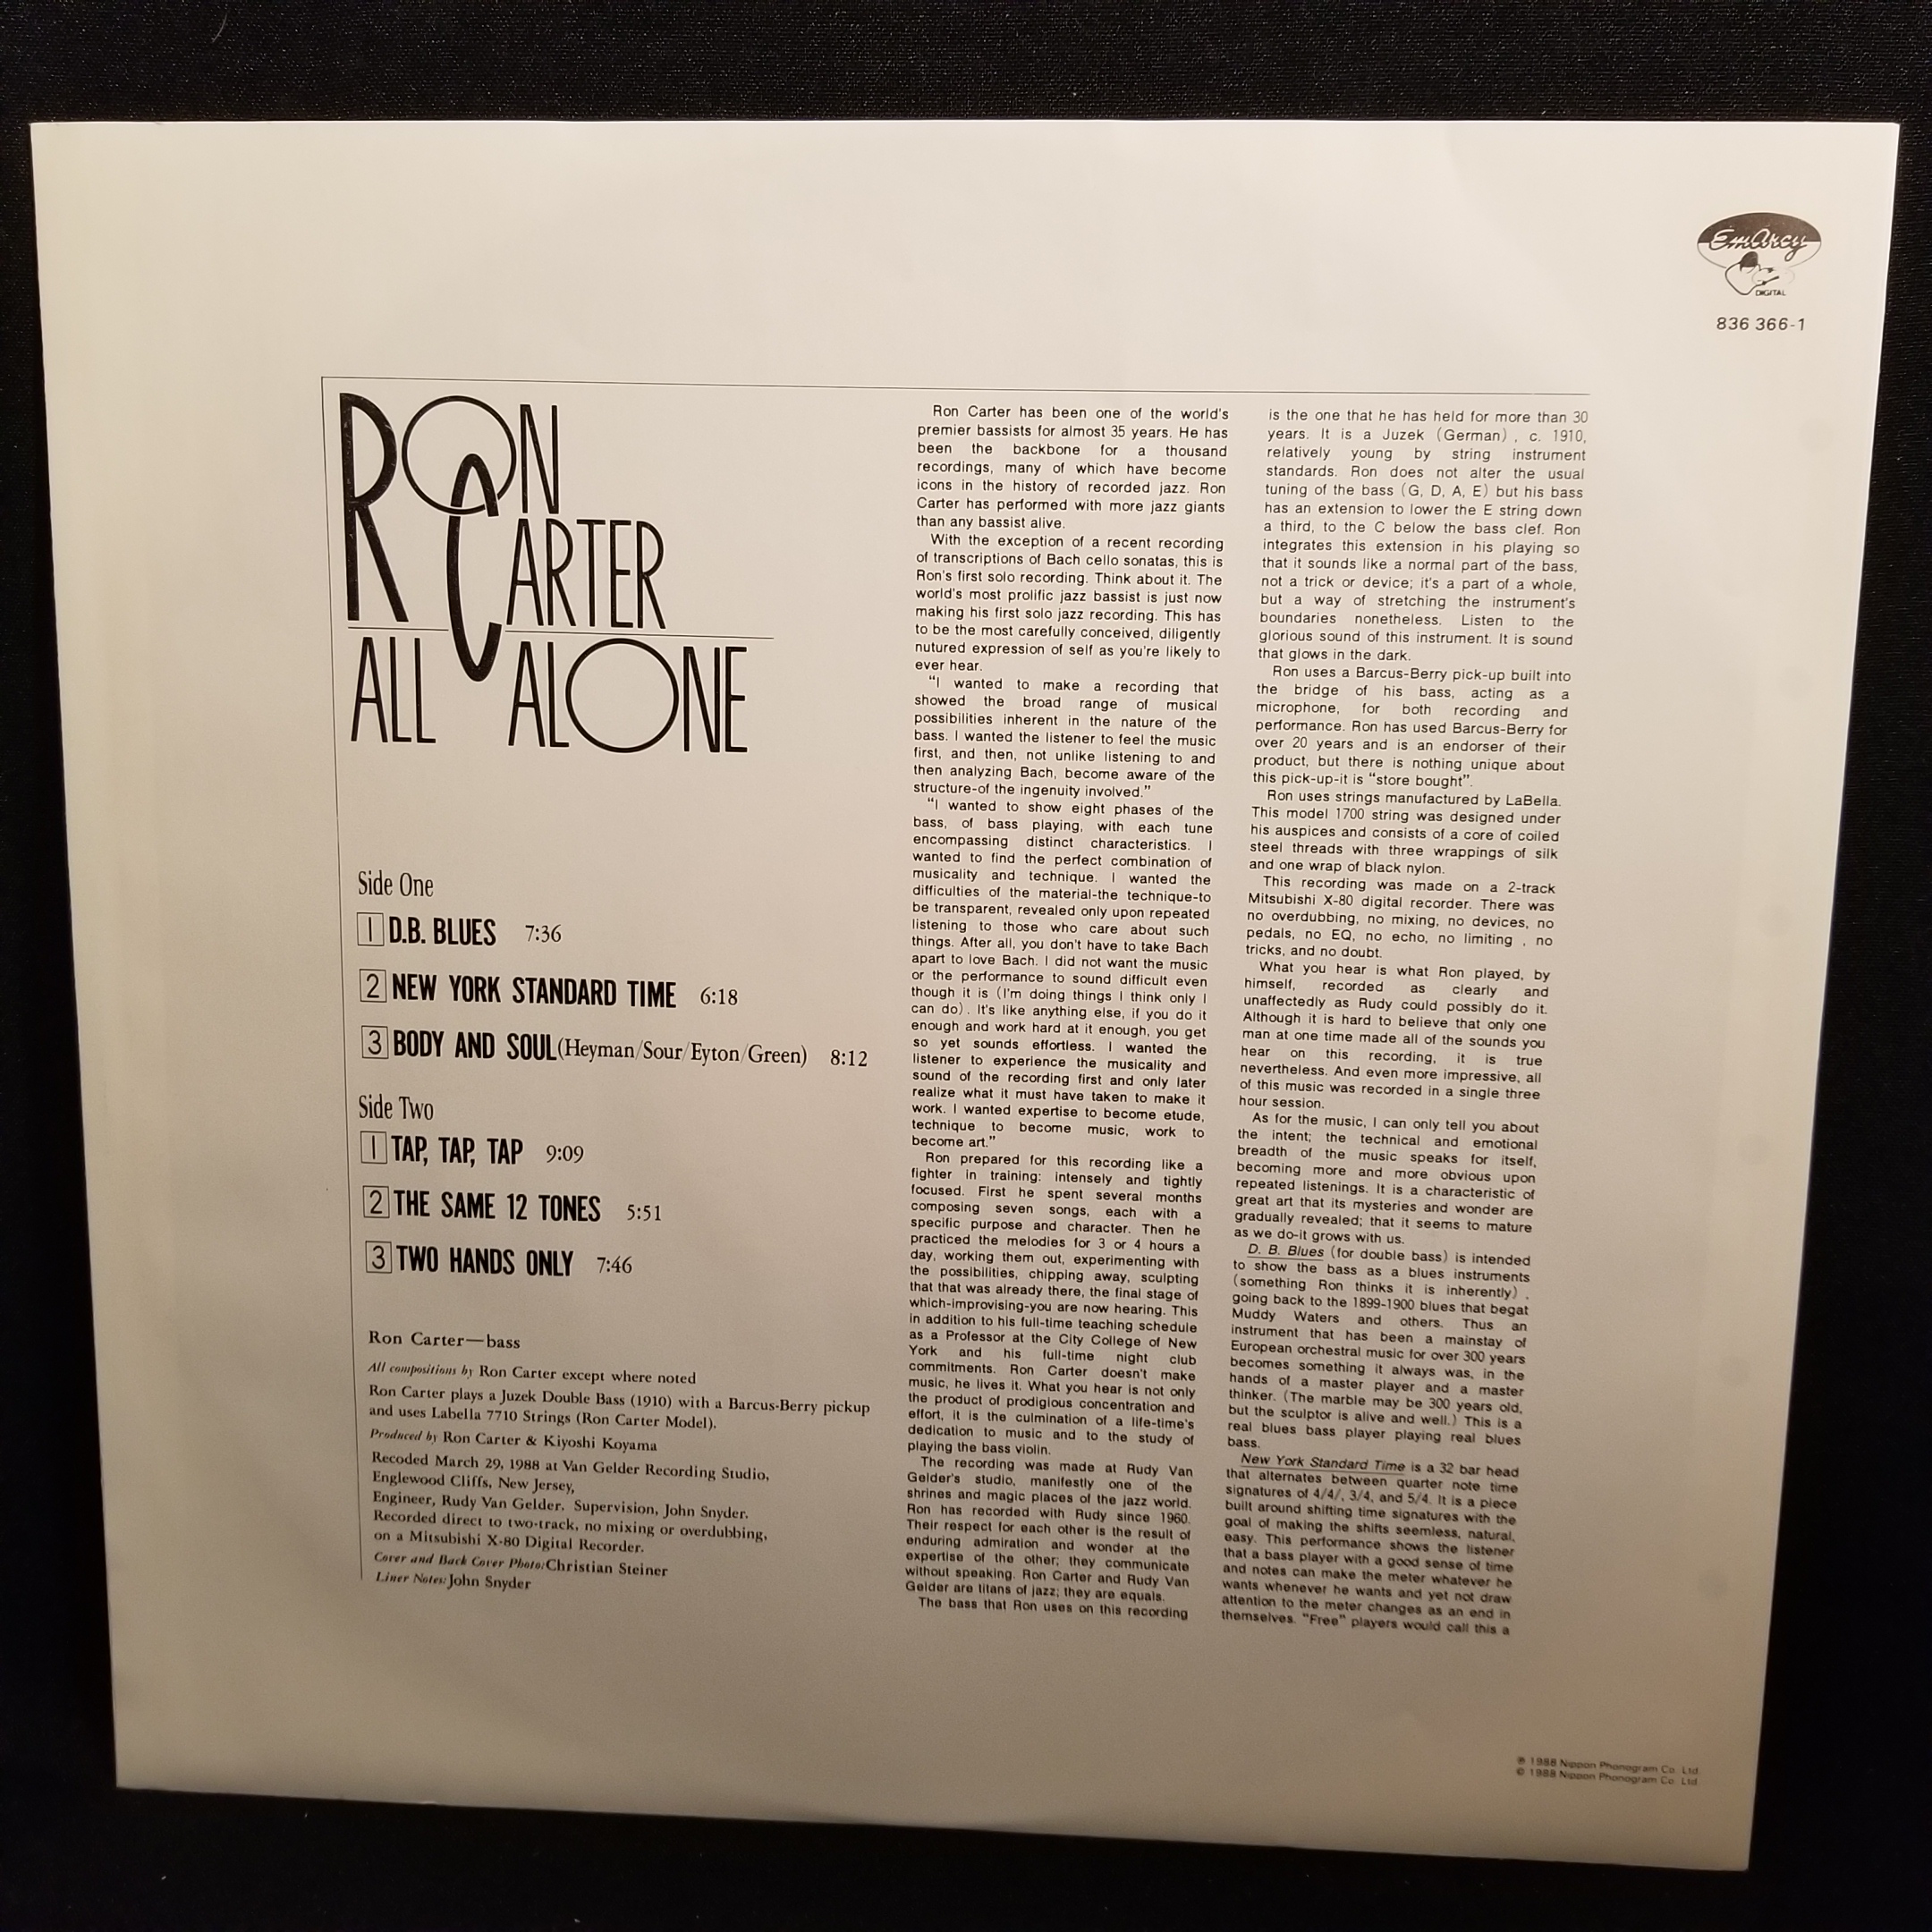 EmArcy
DIGITAL
836 366-1
RON
CARTER
ALL ALONE
Side One
1 D.B. BLUES 7:36
2 NEW YORK STANDARD TIME 6:18
3 BODY AND SOUL(Heyman/Sour/Eyton/Green) 8:12
Side Two
1 TAP, TAP, TAP 9:09
2 THE SAME 12 TONES 5:51
3 TWO HANDS ONLY 7:46
Ron Carter—bass
All compositions by Ron Carter except where noted
Ron Carter plays a Juzek Double Bass (1910) with a Barcus-Berry pickup
and uses Labella 7710 Strings (Ron Carter Model).
Produced by Ron Carter & Kiyoshi Koyama
Recoded March 29, 1988 at Van Gelder Recording Studio,
Englewood Cliffs, New Jersey,
Engineer, Rudy Van Gelder. Supervision, John Snyder.
Recorded direct to two-track, no mixing or overdubbing,
on a Mitsubishi X-80 Digital Recorder.
Cover and Back Cover Photo: Christian Steiner
Liner Notes: John Snyder
Ron Carter has been one of the world's
premier bassists for almost 35 years. He has
been the backbone for a thousand
recordings, many of which have become
icons in the history of recorded jazz. Ron
Carter has performed with more jazz giants
than any bassist alive.
With the exception of a recent recording
of transcriptions of Bach cello sonatas, this is
Ron's first solo recording. Think about it. The
world's most prolific jazz bassist is just now
making his first solo jazz recording. This has
to be the most carefully conceived, diligently
nutured expression of self as you're likely to
ever hear.
"I wanted to make a recording that
showed the broad range of musical
possibilities inherent in the nature of the
bass. I wanted the listener to feel the music
first, and then, not unlike listening to and
then analyzing Bach, become aware of the
structure-of the ingenuity involved."
"I wanted to show eight phases of the
bass, of bass playing, with each tune
encompassing distinct characteristics. I
wanted to find the perfect combination of
musicality and technique. I wanted the
difficulties of the material-the technique-to
be transparent, revealed only upon repeated
listening to those who care about such
things. After all, you don't have to take Bach
apart to love Bach. I did not want the music
or the performance to sound difficult even
though it is (I'm doing things I think only I
can do). It's like anything else, if you do it
enough and work hard at it enough, you get
so yet sounds effortless. I wanted the
listener to experience the musicality and
sound of the recording first and only later
realize what it must have taken to make it
work. I wanted expertise to become etude,
technique to become music, work to
become art."
Ron prepared for this recording like a
fighter in training: intensely and tightly
focused. First he spent several months
composing seven songs, each with a
specific purpose and character. Then he
practiced the melodies for 3 or 4 hours a
day, working them out, experimenting with
the possibilities, chipping away, sculpting
that that was already there, the final stage of
which-improvising-you are now hearing. This
in addition to his full-time teaching schedule
as a Professor at the City College of New
York and his full-time night club
commitments. Ron Carter doesn't make
music, he lives it. What you hear is not only
the product of prodigious concentration and
effort, it is the culmination of a life-time's
dedication to music and to the study of
playing the bass violin.
The recording was made at Rudy Van
Gelder's studio, manifestly one of the
shrines and magic places of the jazz world.
Ron has recorded with Rudy since 1960.
Their respect for each other is the result of
enduring admiration and wonder at the
expertise of the other; they communicate
without speaking. Ron Carter and Rudy Van
Gelder are titans of jazz; they are equals.
The bass that Ron uses on this recording
is the one that he has held for more than 30
years. It is a Juzek (German), c. 1910,
relatively young by string instrument
standards. Ron does not alter the usual
tuning of the bass (G, D, A, E) but his bass
has an extension to lower the E string down
a third, to the C below the bass clef. Ron
integrates this extension in his playing so
that it sounds like a normal part of the bass,
not a trick or device; it's a part of a whole,
but a way of stretching the instrument's
boundaries nonetheless. Listen to the
glorious sound of this instrument. It is sound
that glows in the dark.
Ron uses a Barcus-Berry pick-up built into
the bridge of his bass, acting as a
microphone, for both recording and
performance. Ron has used Barcus-Berry for
over 20 years and is an endorser of their
product, but there is nothing unique about
this pick-up-it is "store bought".
Ron uses strings manufactured by LaBella.
This model 1700 string was designed under
his auspices and consists of a core of coiled
steel threads with three wrappings of silk
and one wrap of black nylon.
This recording was made on a 2-track
Mitsubishi X-80 digital recorder. There was
no overdubbing, no mixing, no devices, no
pedals, no EQ, no echo, no limiting , no
tricks, and no doubt.
What you hear is what Ron played, by
himself, recorded as clearly and
unaffectedly as Rudy could possibly do it.
Although it is hard to believe that only one
man at one time made all of the sounds you
hear on this recording, it is true
nevertheless. And even more impressive, all
of this music was recorded in a single three
hour session.
As for the music, I can only tell you about
the intent; the technical and emotional
breadth of the music speaks for itself,
becoming more and more obvious upon
repeated listenings. It is a characteristic of
great art that its mysteries and wonder are
gradually revealed; that it seems to mature
as we do-it grows with us.
D. B. Blues (for double bass) is intended
to show the bass as a blues instruments
(something Ron thinks it is inherently),
going back to the 1899-1900 blues that begat
Muddy Waters and others. Thus an
instrument that has been a mainstay of
European orchestral music for over 300 years
becomes something it always was, in the
hands of a master player and a master
thinker. (The marble may be 300 years old,
but the sculptor is alive and well.) This is a
real blues bass player playing real blues
bass.
New York Standard Time is a 32 bar head
that alternates between quarter note time
signatures of 4/4/, 3/4, and 5/4. It is a piece
built around shifting time signatures with the
goal of making the shifts seemless, natural,
easy. This performance shows the listener
that a bass player with a good sense of time
and notes can make the meter whatever he
wants whenever he wants and yet not draw
attention to the meter changes as an end in
themselves. "Free" players would call this a
℗ 1988 Nippon Phonogram Co. Ltd
© 1988 Nippon Phonogram Co. Ltd